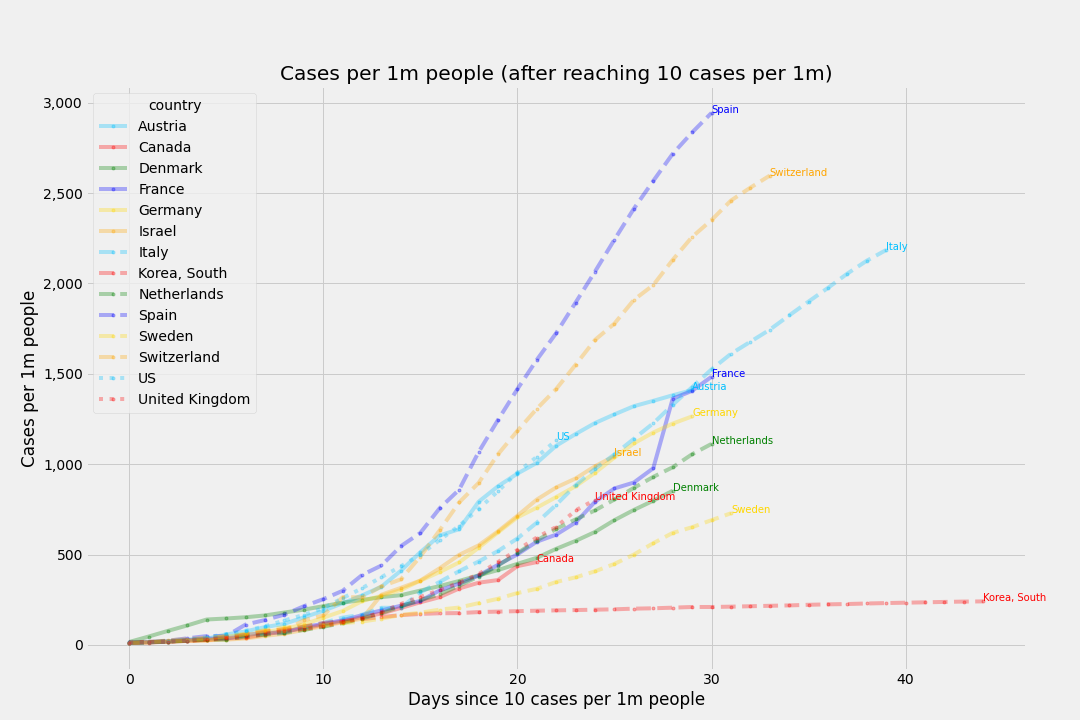 Cases per 1m people (after reaching 10 cases per 1m)
Cases per 1m people
3,000
2,500
2,000
1,500
1,000
500
0
country
Austria
Canada
Denmark
France
Germany
Israel
Italy
Korea, South
Netherlands
Spain
Sweden
Switzerland
US
United Kingdom
Spain
Switzerland
Italy
France
Austria
Germany
US
Netherlands
Israel
United Kingdom
Denmark
Sweden
Canada
Korea, South
0
10
20
30
40
Days since 10 cases per 1m people